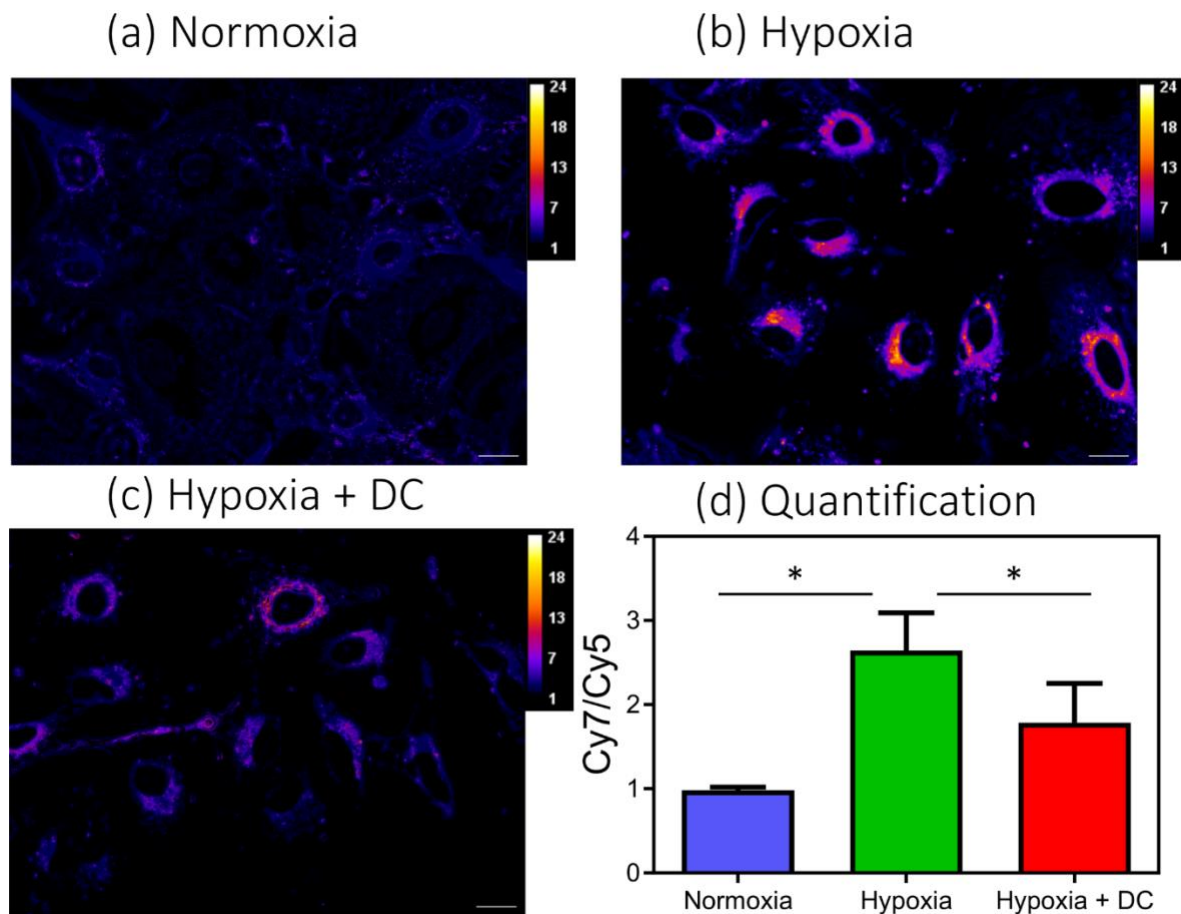 (a) Normoxia
24
18
13
7
1
(b) Hypoxia
24
18
13
7
1
(c) Hypoxia + DC
24
18
13
7
1
(d) Quantification
Cy7/Cy5
4
3
2
1
0
*
*
Normoxia
Hypoxia
Hypoxia + DC